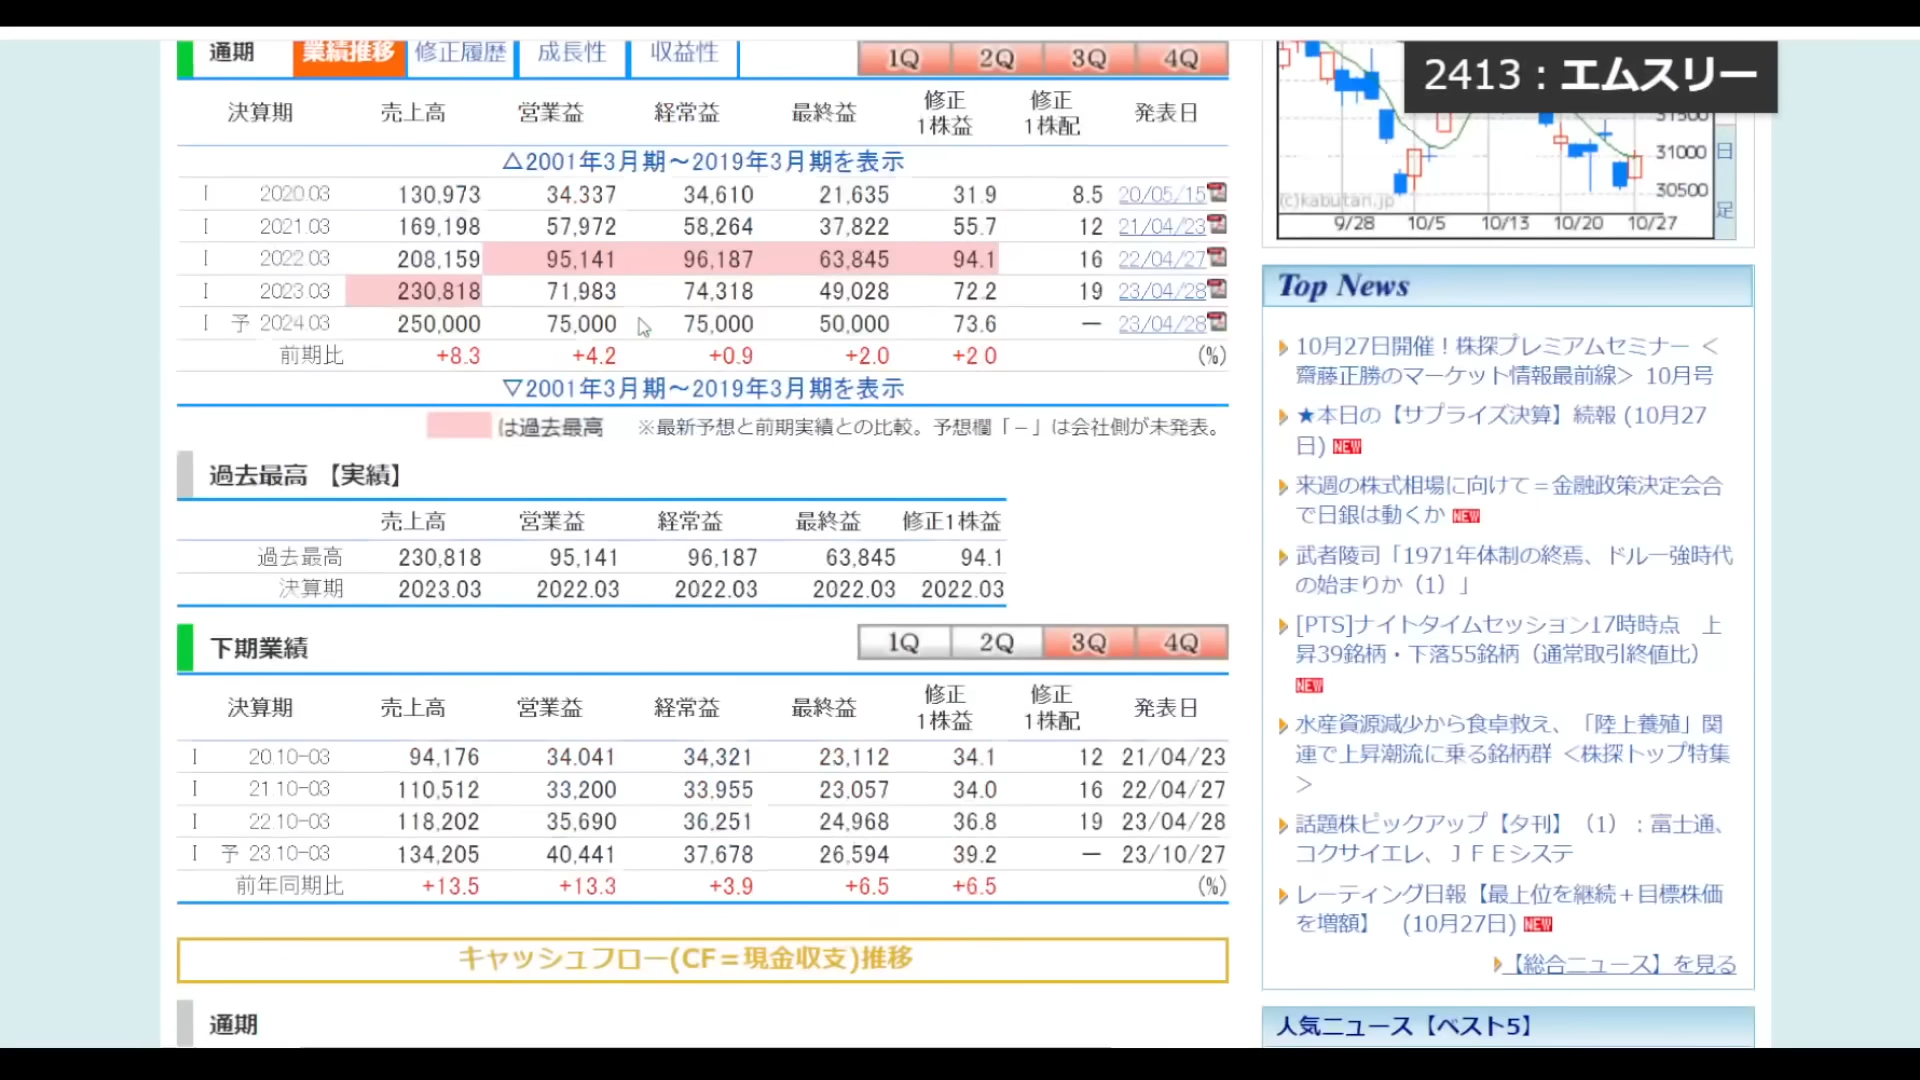 通期 業績推移 修正履歴 成長性 収益性 1Q 2Q 3Q 4Q
決算期 売上高 営業益 経常益 最終益 修正1株益 修正1株配 発表日
△2001年3月期～2019年3月期を表示
I 2020.03 130,973 34,337 34,610 21,635 31.9 8.5 20/05/15
I 2021.03 169,198 57,972 58,264 37,822 55.7 12 21/04/23
I 2022.03 208,159 95,141 96,187 63,845 94.1 16 22/04/27
I 2023.03 230,818 71,983 74,318 49,028 72.2 19 23/04/28
I 予 2024.03 250,000 75,000 75,000 50,000 73.6 － 23/04/28
前期比 +8.3 +4.2 +0.9 +2.0 +2.0 (%)
▽2001年3月期～2019年3月期を表示
は過去最高 ※最新予想と前期実績との比較。予想欄「－」は会社側が未発表。
過去最高 【実績】
売上高 営業益 経常益 最終益 修正1株益
過去最高 230,818 95,141 96,187 63,845 94.1
決算期 2023.03 2022.03 2022.03 2022.03 2022.03
下期業績 1Q 2Q 3Q 4Q
決算期 売上高 営業益 経常益 最終益 修正1株益 修正1株配 発表日
I 20.10-03 94,176 34,041 34,321 23,112 34.1 12 21/04/23
I 21.10-03 110,512 33,200 33,955 23,057 34.0 16 22/04/27
I 22.10-03 118,202 35,690 36,251 24,968 36.8 19 23/04/28
I 予 23.10-03 134,205 40,441 37,678 26,594 39.2 － 23/10/27
前年同期比 +13.5 +13.3 +3.9 +6.5 +6.5 (%)
キャッシュフロー(CF＝現金収支)推移
通期
2413：エムスリー
31500
31000
30500
日
足
(c)kabutan.jp
9/28 10/5 10/13 10/20 10/27
Top News
10月27日開催！株探プレミアムセミナー ＜
齋藤正勝のマーケット情報最前線＞ 10月号
★本日の【サプライズ決算】続報 (10月27
日) NEW
来週の株式相場に向けて＝金融政策決定会合
で日銀は動くか NEW
武者陵司「1971年体制の終焉、ドル一強時代
の始まりか（1）」
[PTS]ナイトタイムセッション17時時点 上
昇39銘柄・下落55銘柄（通常取引終値比）
NEW
水産資源減少から食卓救え、「陸上養殖」関
連で上昇潮流に乗る銘柄群 ＜株探トップ特集
＞
話題株ピックアップ【夕刊】（1）：富士通、
コクサイエレ、ＪＦＥシステ
レーティング日報【最上位を継続＋目標株価
を増額】 (10月27日) NEW
【総合ニュース】を見る
人気ニュース【ベスト5】